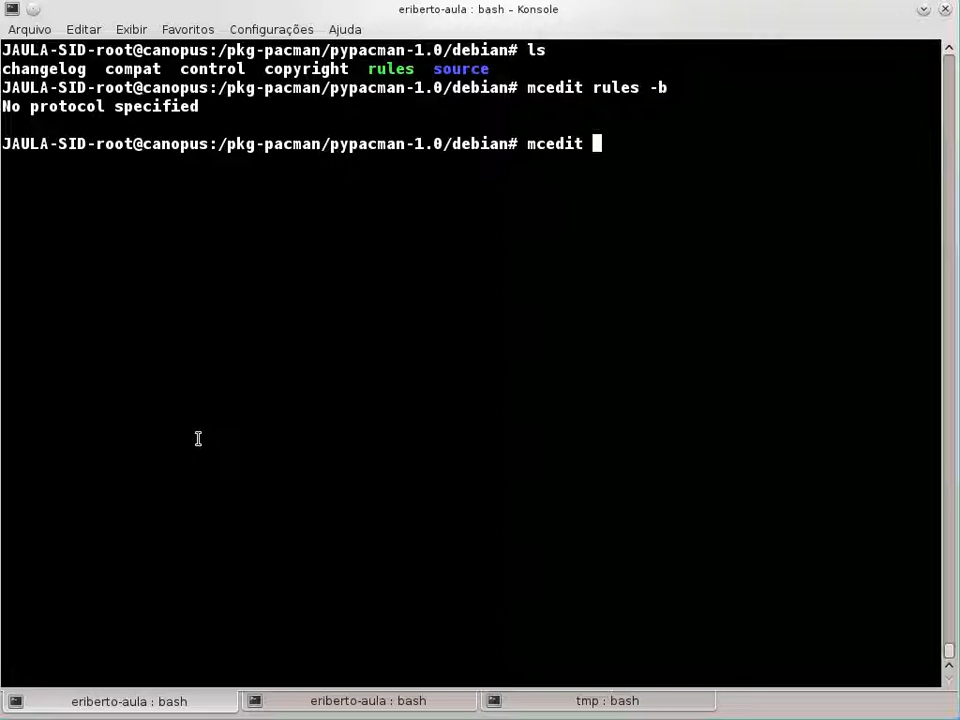 eriberto-aula : bash – Konsole
Arquivo Editar Exibir Favoritos Configurações Ajuda
JAULA-SID-root@canopus:/pkg-pacman/pypacman-1.0/debian# ls
changelog compat control copyright rules source
JAULA-SID-root@canopus:/pkg-pacman/pypacman-1.0/debian# mcedit rules -b
No protocol specified
JAULA-SID-root@canopus:/pkg-pacman/pypacman-1.0/debian# mcedit
eriberto-aula : bash eriberto-aula : bash tmp : bash